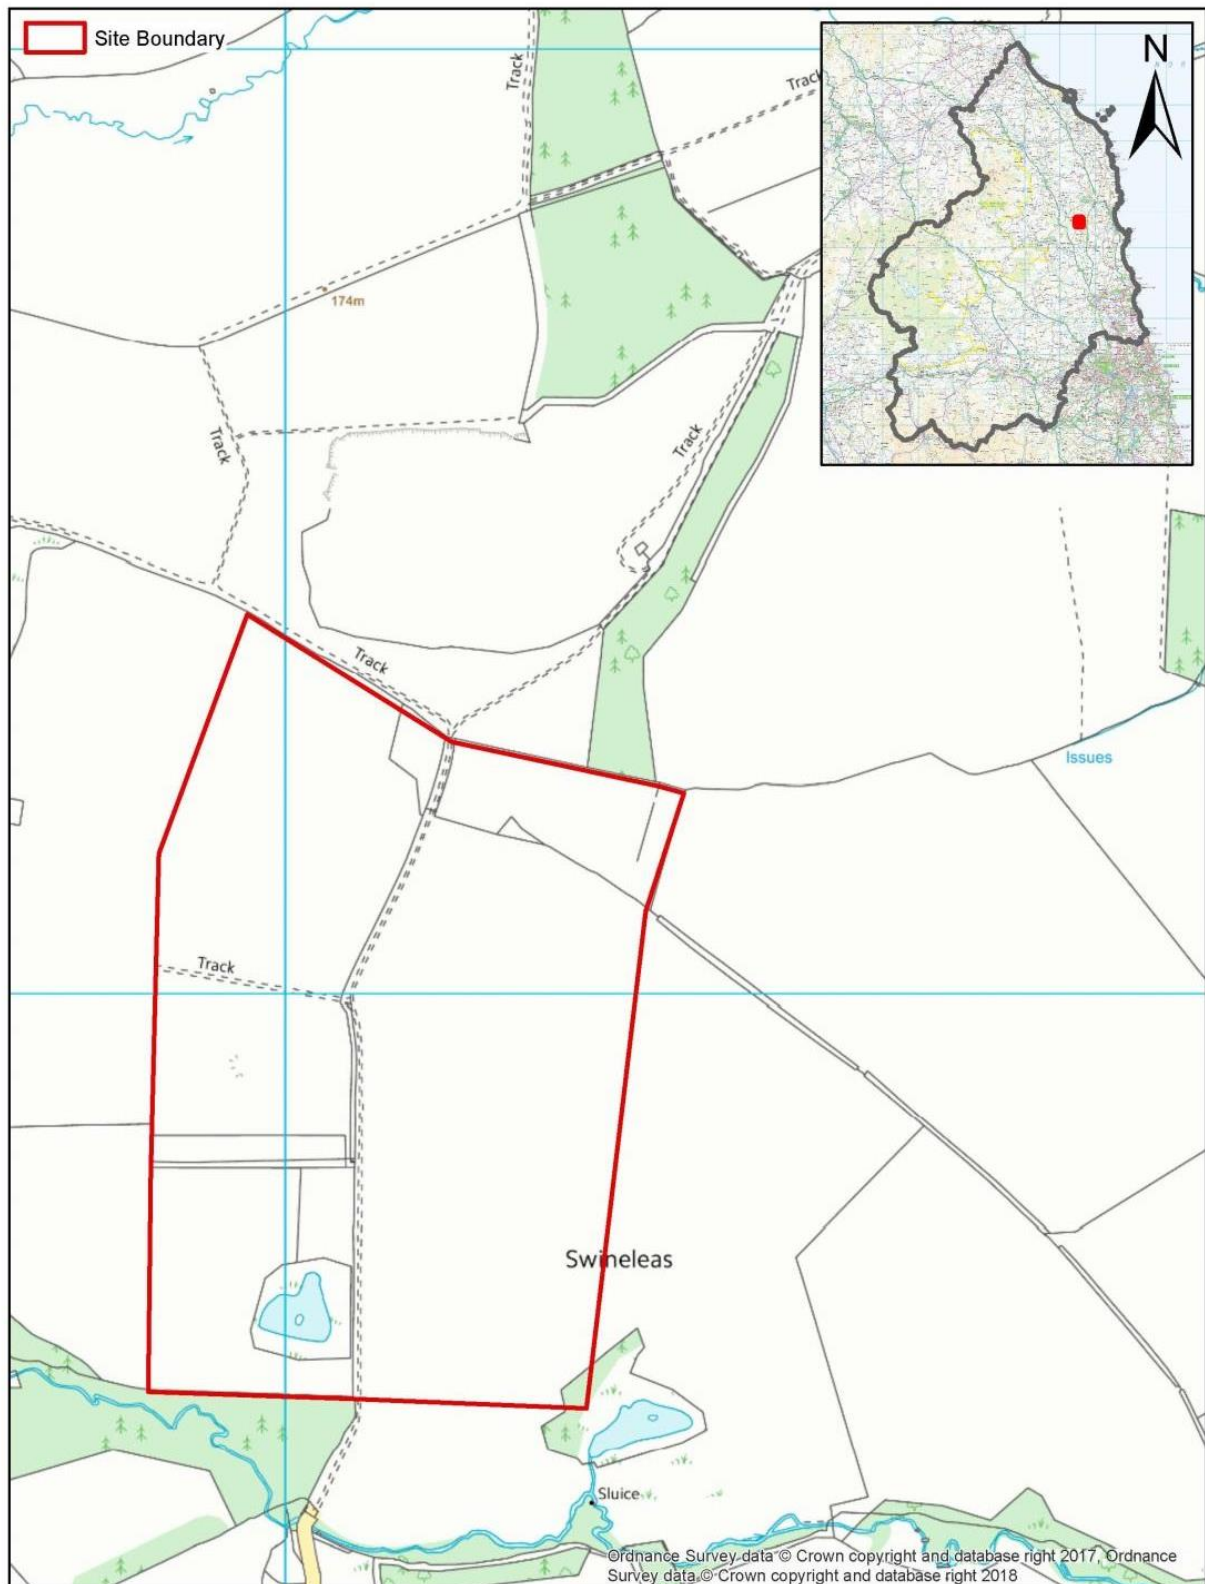 Site Boundary
N
Track
Track
174m
Track
Track
Track
Issues
Track
Swineleas
Sluice
Ordnance Survey data © Crown copyright and database right 2017, Ordnance
Survey data © Crown copyright and database right 2018